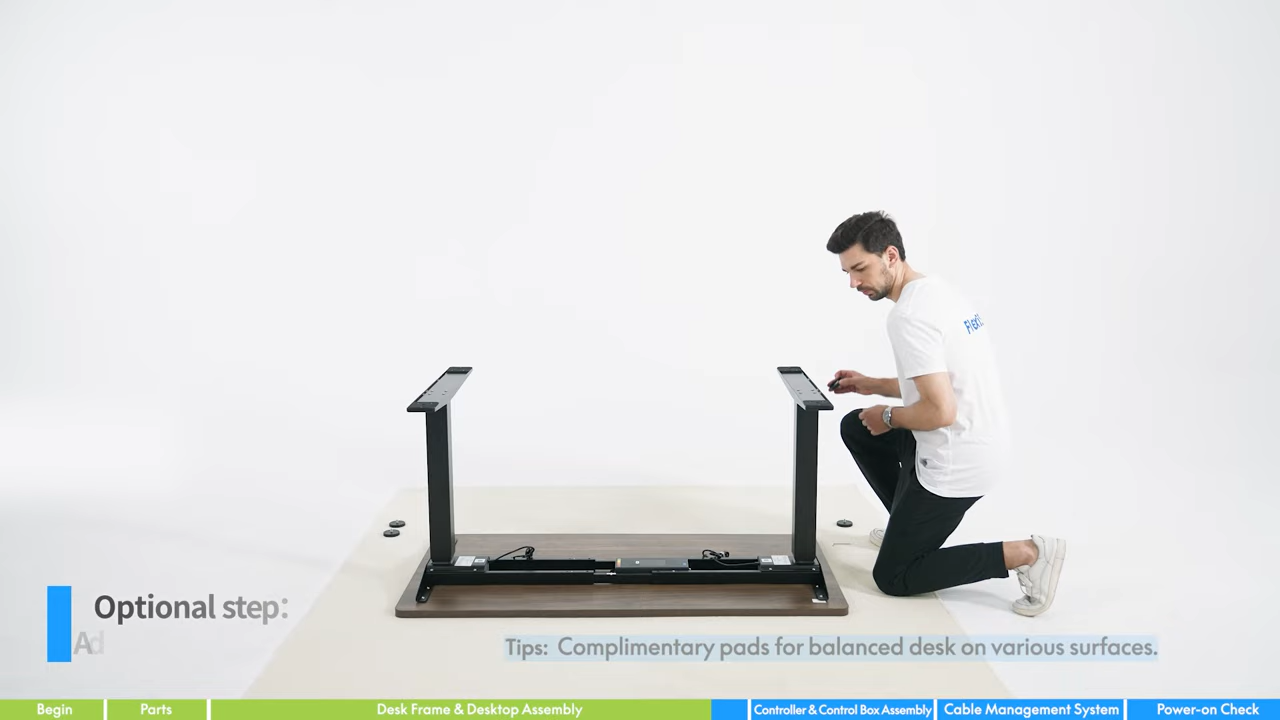 Optional step:
Ad
Tips: Complimentary pads for balanced desk on various surfaces.
Begin
Parts
Desk Frame & Desktop Assembly
Controller & Control Box Assembly
Cable Management System
Power-on Check